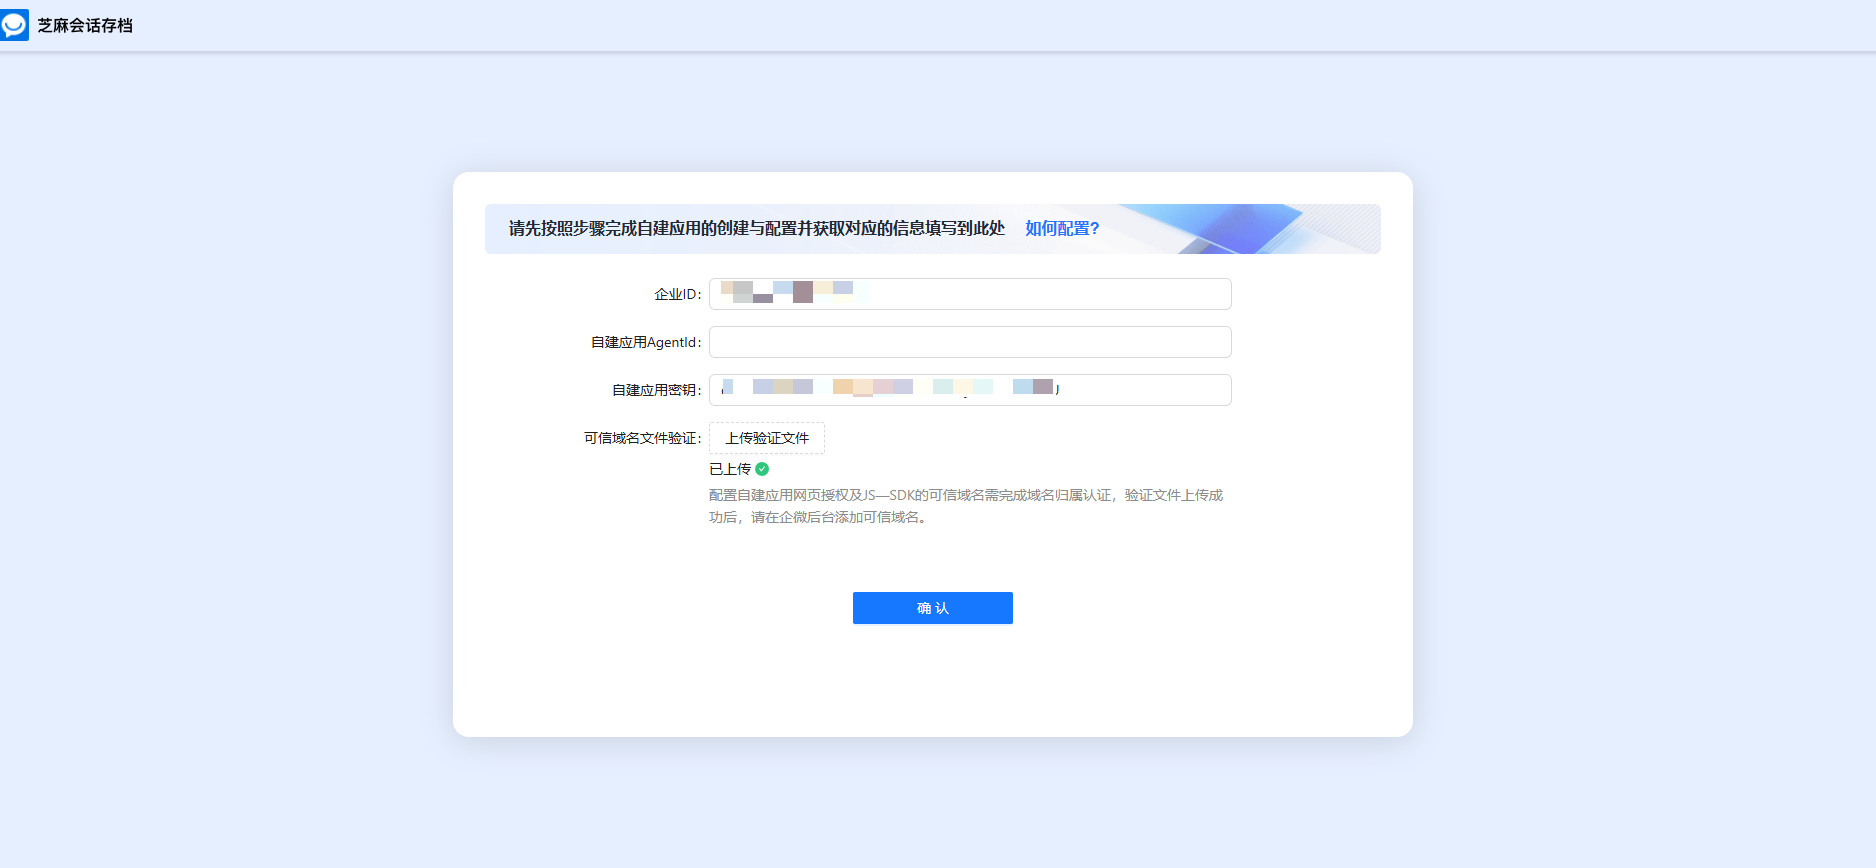 芝麻会话存档
请先按照步骤完成自建应用的创建与配置并获取对应的信息填写到此处 如何配置?
企业ID：
自建应用AgentId：
自建应用密钥：
可信域名文件验证： 上传验证文件
已上传
配置自建应用网页授权及JS—SDK的可信域名需完成域名归属认证，验证文件上传成
功后，请在企微后台添加可信域名。
确 认